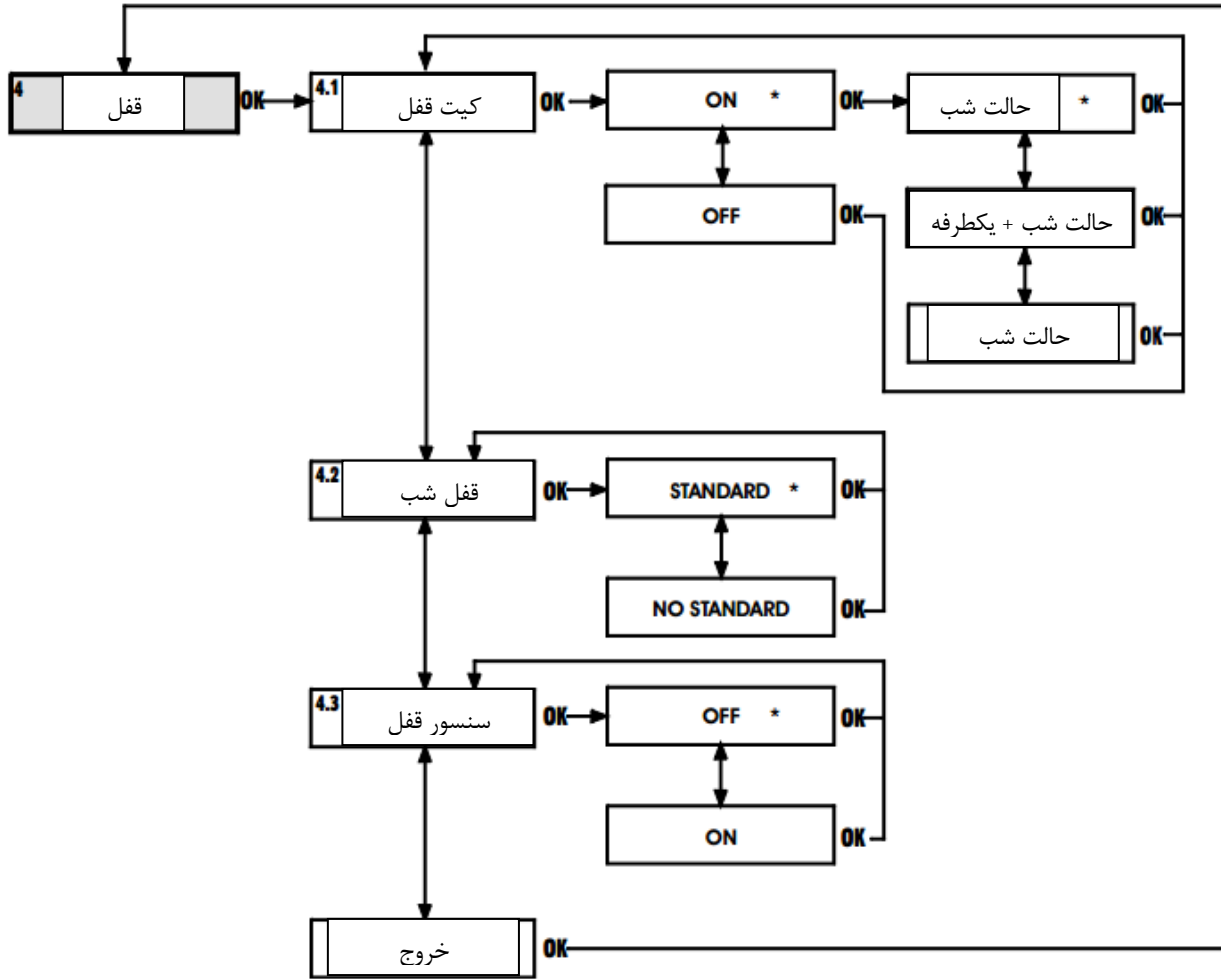 4
قفل
OK
4.1
کیت قفل
OK
ON *
OK
حالت شب
*
OK
OFF
OK
حالت شب + یکطرفه
OK
حالت شب
OK
4.2
قفل شب
OK
STANDARD *
OK
NO STANDARD
OK
4.3
سنسور قفل
OK
OFF *
OK
ON
OK
خروج
OK